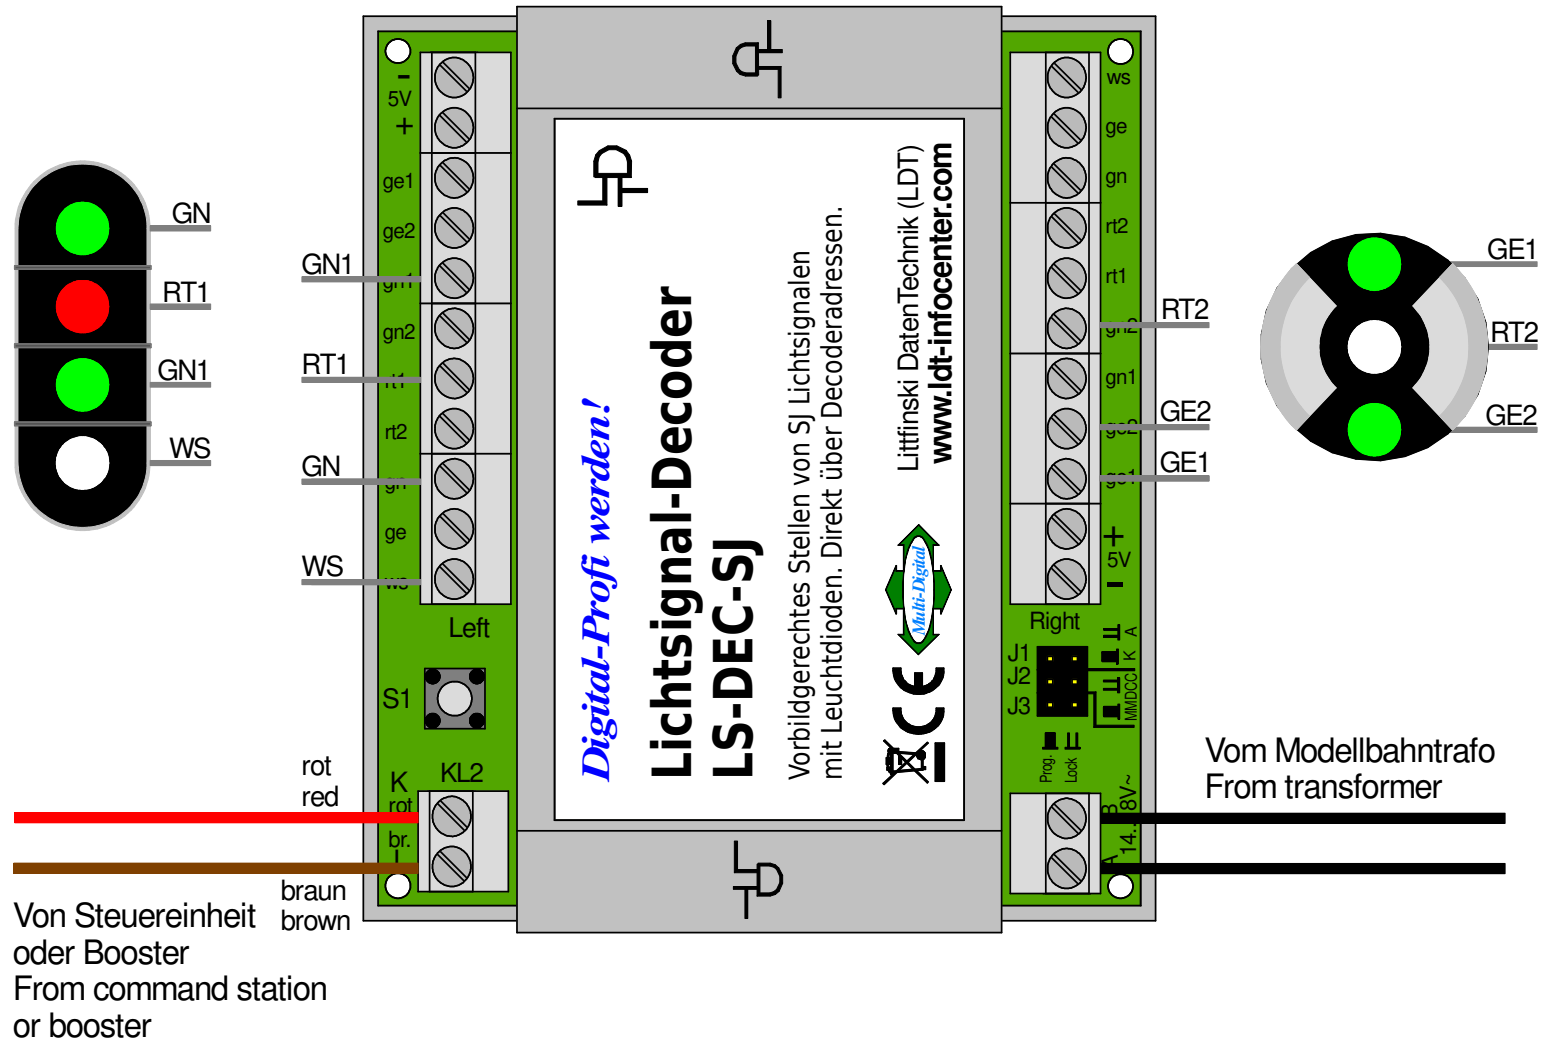 GN
RT1
GN1
WS
GN1
RT1
GN
WS
-
5V
+
ge1
ge2
gn1
gn2
rt1
rt2
gn
ge
ws
Left
S1
KL2
K
rot
br.
rot
red
braun
brown
Von Steuereinheit
oder Booster
From command station
or booster
Digital-Profi werden!
Lichtsignal-Decoder
LS-DEC-SJ
Vorbildgerechtes Stellen von SJ Lichtsignalen
mit Leuchtdioden. Direkt über Decoderadressen.
Littfinski DatenTechnik (LDT)
www.ldt-infocenter.com
Multi-Digital
CE
ws
ge
gn
rt2
rt1
gn2
gn1
ge2
ge1
+
5V
-
Right
J1
J2
J3
A
K
MMDCC
Prog.
Lock
B
A
RT2
GE2
GE1
GE1
RT2
GE2
Vom Modellbahntrafo
From transformer